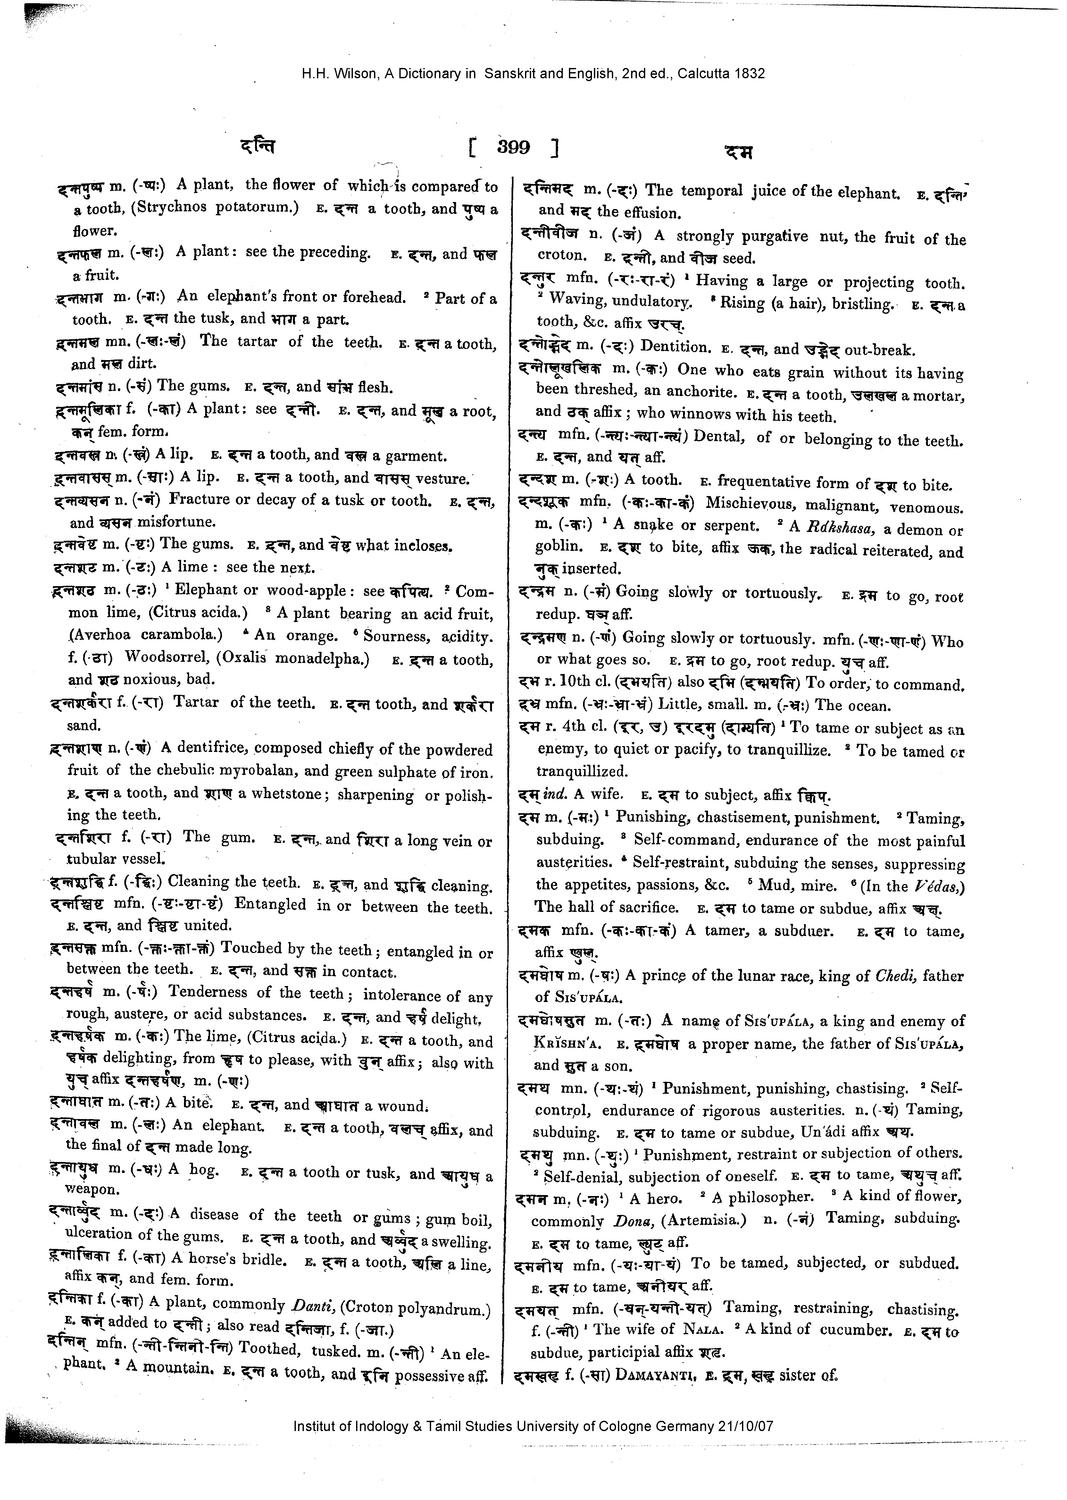 H.H. Wilson, A Dictionary in Sanskrit and English, 2nd ed., Calcutta 1832
दन्ति
[ 399 ]
दम
दन्तपुष्प m. (-ष्पः) A plant, the flower of which is compared to
a tooth, (Strychnos potatorum.) E. दन्त a tooth, and पुष्प a
flower.
दन्तफल m. (-लः) A plant: see the preceding. E. दन्त, and फल
a fruit.
दन्तभाग m. (-गः) An elephant's front or forehead. ² Part of a
tooth. E. दन्त the tusk, and भाग a part.
दन्तमल mn. (-लः-लं) The tartar of the teeth. E. दन्त a tooth,
and मल dirt.
दन्तमांस n. (-सं) The gums. E. दन्त, and मांस flesh.
दन्तमूलिका f. (-का) A plant: see दन्ती. E. दन्त, and मूल a root,
कन् fem. form.
दन्तवस्त्र n. (-स्त्रं) A lip. E. दन्त a tooth, and वस्त्र a garment.
दन्तवासस् m. (-साः) A lip. E. दन्त a tooth, and वासस् vesture.
दन्तव्यसन n. (-नं) Fracture or decay of a tusk or tooth. E. दन्त,
and व्यसन misfortune.
दन्तवेष्ट m. (-ष्टः) The gums. E. दन्त, and वेष्ट what incloses.
दन्तशट m. (-टः) A lime : see the next.
दन्तशठ m. (-ठः) ¹ Elephant or wood-apple : see कपित्थ. ² Com-
mon lime, (Citrus acida.) ³ A plant bearing an acid fruit,
(Averhoa carambola.) ⁴ An orange. ⁵ Sourness, acidity.
f. (-ठा) Woodsorrel, (Oxalis monadelpha.) E. दन्त a tooth,
and शठ noxious, bad.
दन्तशर्करा f. (-रा) Tartar of the teeth. E. दन्त tooth, and शर्करा
sand.
दन्तशाण n. (-णं) A dentifrice, composed chiefly of the powdered
fruit of the chebulic myrobalan, and green sulphate of iron.
E. दन्त a tooth, and शाण a whetstone; sharpening or polish-
ing the teeth.
दन्तशिरा f. (-रा) The gum. E. दन्त, and शिरा a long vein or
tubular vessel.
दन्तशुद्धि f. (-द्धिः) Cleaning the teeth. E. दन्त, and शुद्धि cleaning.
दन्तश्लिष्ट mfn. (-ष्टः-ष्टा-ष्टं) Entangled in or between the teeth.
E. दन्त, and श्लिष्ट united.
दन्तसक्त mfn. (-क्तः-क्ता-क्तं) Touched by the teeth; entangled in or
between the teeth. E. दन्त, and सक्त in contact.
दन्तहर्ष m. (-र्षः) Tenderness of the teeth; intolerance of any
rough, austere, or acid substances. E. दन्त, and हर्ष delight,
दन्तहर्षक m. (-कः) The lime, (Citrus acida.) E. दन्त a tooth, and
हर्षक delighting, from हृष to please, with वुन् affix; also with
युच् affix दन्तहर्षण, m. (-णः)
दन्ताघात m. (-तः) A bite. E. दन्त, and आघात a wound.
दन्तावल m. (-लः) An elephant. E. दन्त a tooth, वलच् affix, and
the final of दन्त made long.
दन्तायुध m. (-धः) A hog. E. दन्त a tooth or tusk, and आयुध a
weapon.
दन्तार्व्वुद m. (-दः) A disease of the teeth or gums; gum boil,
ulceration of the gums. E. दन्त a tooth, and अर्व्वुद a swelling.
दन्तालिका f. (-का) A horse's bridle. E. दन्त a tooth, अलि a line,
affix कन्, and fem. form.
दन्तिका f. (-का) A plant, commonly Danti, (Croton polyandrum.)
E. कन् added to दन्ती; also read दन्तिजा, f. (-जा.)
दन्तिन् mfn. (-न्ती-न्तिनी-न्ति) Toothed, tusked. m. (-न्ती) ¹ An ele-
phant. ² A mountain. E. दन्त a tooth, and इनि possessive aff.
दन्तिमद m. (-दः) The temporal juice of the elephant. E. दन्ति
and मद the effusion.
दन्तीवीज n. (-जं) A strongly purgative nut, the fruit of the
croton. E. दन्ती, and वीज seed.
दन्तुर mfn. (-रः-रा-रं) ¹ Having a large or projecting tooth.
² Waving, undulatory. ³ Rising (a hair), bristling. E. दन्त a
tooth, &c. affix उरच्.
दन्तोद्भेद m. (-दः) Dentition. E. दन्त, and उद्भेद out-break.
दन्तोलूखलिक m. (-कः) One who eats grain without its having
been threshed, an anchorite. E. दन्त a tooth, उलूखल a mortar,
and ठक् affix; who winnows with his teeth.
दन्त्य mfn. (-न्त्यः-न्त्या-न्त्यं) Dental, of or belonging to the teeth.
E. दन्त, and यत् aff.
दन्दश m. (-शः) A tooth. E. frequentative form of दश to bite.
दन्दशूक mfn. (-कः-का-कं) Mischievous, malignant, venomous.
m. (-कः) ¹ A snake or serpent. ² A Rákshasa, a demon or
goblin. E. दश to bite, affix ऊक, the radical reiterated, and
नुक् inserted.
दन्द्रम n. (-मं) Going slowly or tortuously. E. द्रम to go, root
redup. घञ् aff.
दन्द्रमण n. (-णं) Going slowly or tortuously. mfn. (-णः-णा-णं) Who
or what goes so. E. द्रम to go, root redup. युच् aff.
दभ r. 10th cl. (दभयति) also दभि (दम्भयति) To order, to command.
दभ्र mfn. (-भ्रः-भ्रा-भ्रं) Little, small. m. (-भ्रः) The ocean.
दम r. 4th cl. (इर, उ) इरदमु (दाम्यति) ¹ To tame or subject as an
enemy, to quiet or pacify, to tranquillize. ² To be tamed or
tranquillized.
दम् ind. A wife. E. दम to subject, affix क्विप्.
दम m. (-मः) ¹ Punishing, chastisement, punishment. ² Taming,
subduing. ³ Self-command, endurance of the most painful
austerities. ⁴ Self-restraint, subduing the senses, suppressing
the appetites, passions, &c. ⁵ Mud, mire. ⁶ (In the Védas,)
The hall of sacrifice. E. दम to tame or subdue, affix अच्.
दमक mfn. (-कः-का-कं) A tamer, a subduer. E. दम to tame,
affix ण्वुल्.
दमघोष m. (-षः) A prince of the lunar race, king of Chedi, father
of SIS'UPÁLA.
दमघोषसुत m. (-तः) A name of SIS'UPÁLA, a king and enemy of
KRĬSHN'A. E. दमघोष a proper name, the father of SIS'UPÁLA,
and सुत a son.
दमथ mn. (-थः-थं) ¹ Punishment, punishing, chastising. ² Self-
control, endurance of rigorous austerities. n. (-थं) Taming,
subduing. E. दम to tame or subdue, Un'ádi affix अथ.
दमथु mn. (-थुः) ¹ Punishment, restraint or subjection of others.
² Self-denial, subjection of oneself. E. दम to tame, अथुच् aff.
दमन m. (-नः) ¹ A hero. ² A philosopher. ³ A kind of flower,
commonly Dona, (Artemisia.) n. (-नं) Taming, subduing.
E. दम to tame, ल्युट् aff.
दमनीय mfn. (-यः-या-यं) To be tamed, subjected, or subdued.
E. दम to tame, अनीयर् aff.
दमयत् mfn. (-यन्-यन्ती-यत्) Taming, restraining, chastising.
f. (-न्ती) ¹ The wife of NALA. ² A kind of cucumber. E. दम to
subdue, participial affix शतृ.
दमस्वसृ f. (-सा) DAMAYANTI, E. दम, स्वसृ sister of.
Institut of Indology & Tamil Studies University of Cologne Germany 21/10/07